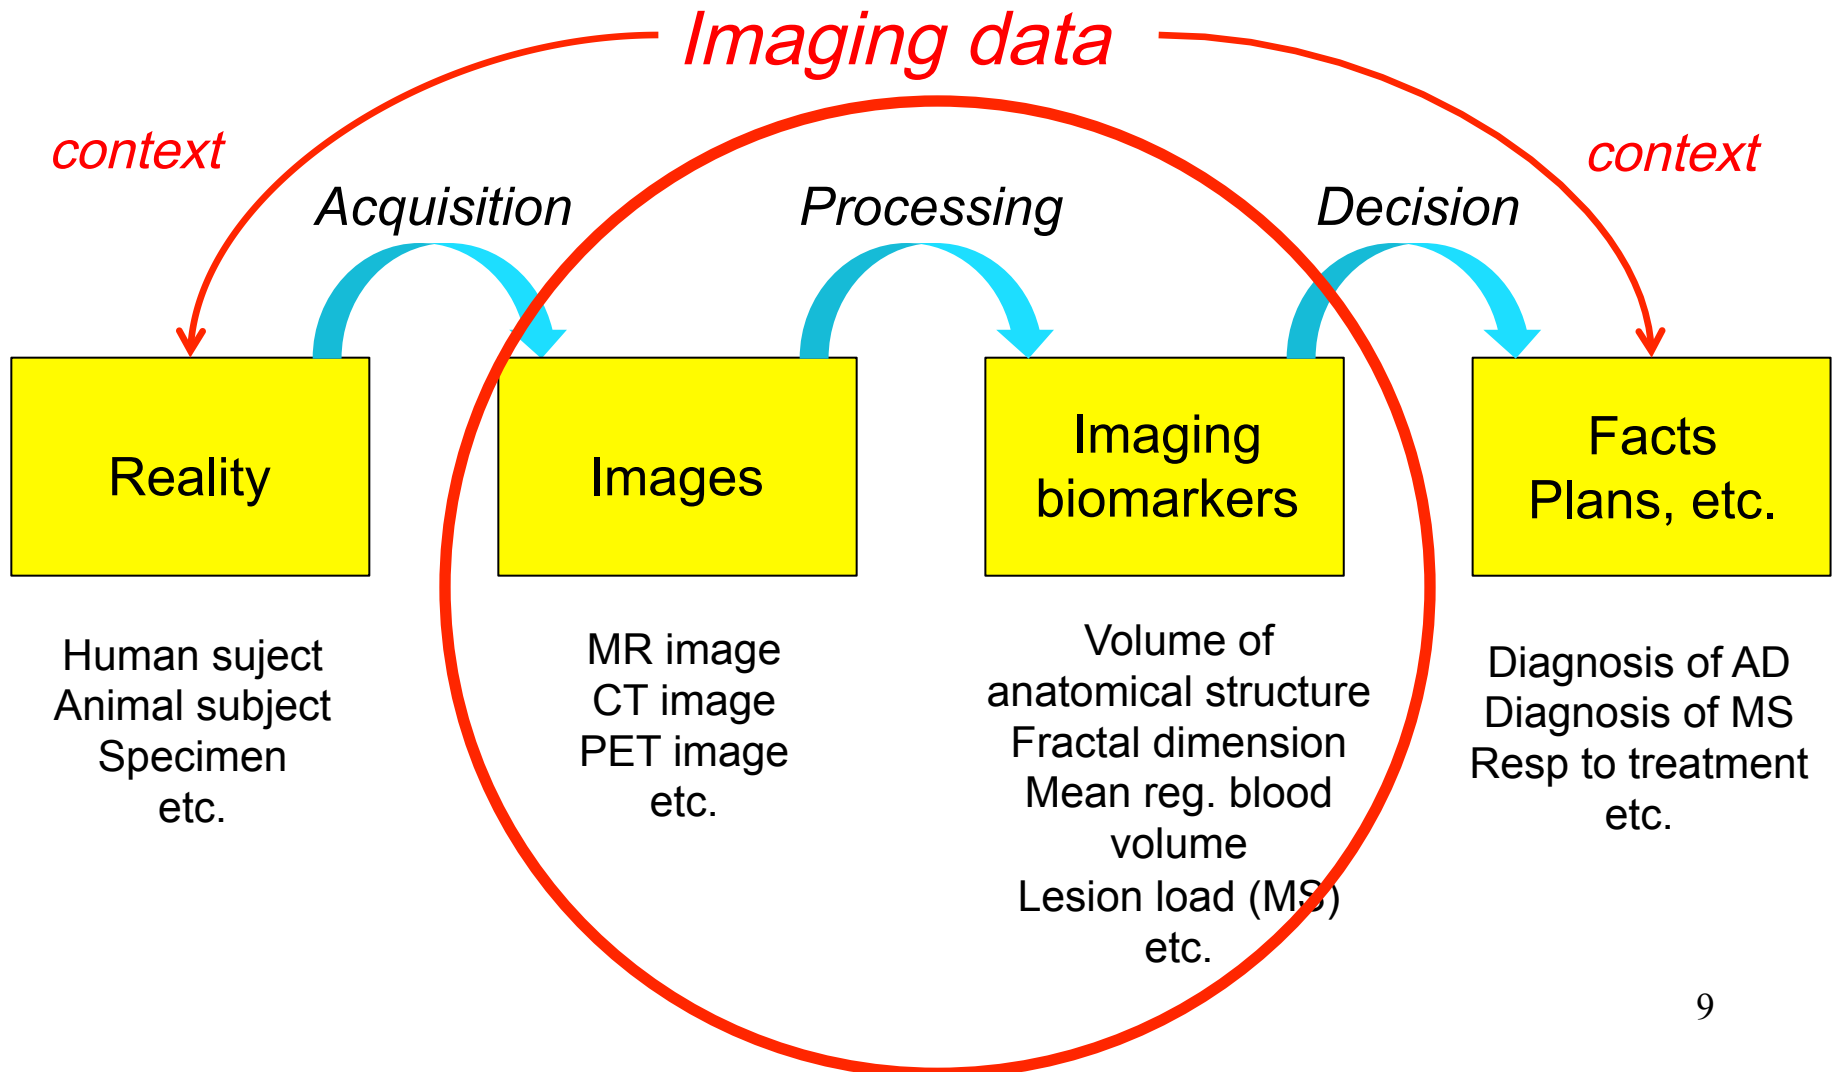 Imaging data
context
context
Acquisition
Processing
Decision
Reality
Images
Imaging
biomarkers
Facts
Plans, etc.
Human suject
Animal subject
Specimen
etc.
MR image
CT image
PET image
etc.
Volume of
anatomical structure
Fractal dimension
Mean reg. blood
volume
Lesion load (MS)
etc.
Diagnosis of AD
Diagnosis of MS
Resp to treatment
etc.
9